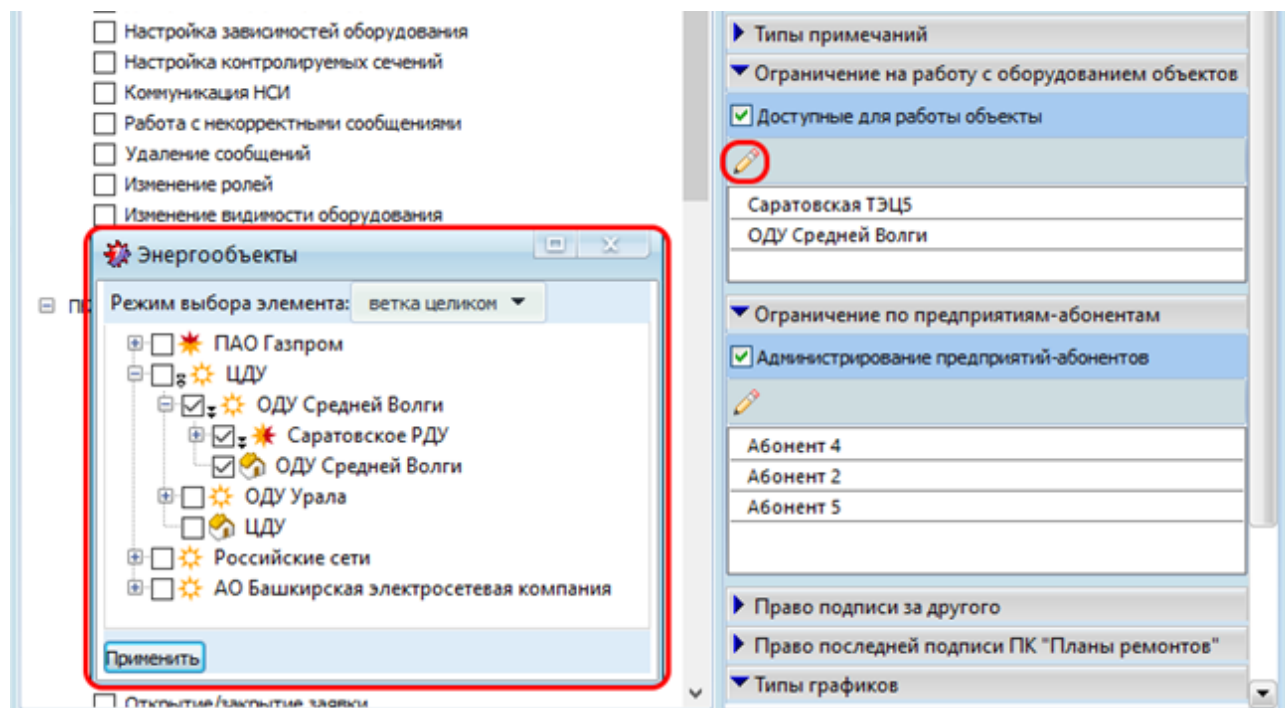 Настройка зависимостей оборудования
Настройка контролируемых сечений
Коммуникация НСИ
Работа с некорректными сообщениями
Удаление сообщений
Изменение ролей
Изменение видимости оборудования
Энергообъекты
Режим выбора элемента: ветка целиком
ПАО Газпром
ЦДУ
ОДУ Средней Волги
Саратовское РДУ
ОДУ Средней Волги
ОДУ Урала
ЦДУ
Российские сети
АО Башкирская электросетевая компания
Применить
Открытие/закрытие заявки
Типы примечаний
Ограничение на работу с оборудованием объектов
Доступные для работы объекты
Саратовская ТЭЦ5
ОДУ Средней Волги
Ограничение по предприятиям-абонентам
Администрирование предприятий-абонентов
Абонент 4
Абонент 2
Абонент 5
Право подписи за другого
Право последней подписи ПК "Планы ремонтов"
Типы графиков